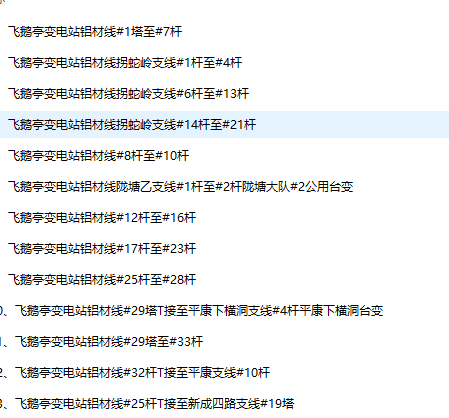 飞鹅亭变电站铝材线#1塔至#7杆
飞鹅亭变电站铝材线拐蛇岭支线#1杆至#4杆
飞鹅亭变电站铝材线拐蛇岭支线#6杆至#13杆
飞鹅亭变电站铝材线拐蛇岭支线#14杆至#21杆
飞鹅亭变电站铝材线#8杆至#10杆
飞鹅亭变电站铝材线陇塘乙支线#1杆至#2杆陇塘大队#2公用台变
飞鹅亭变电站铝材线#12杆至#16杆
飞鹅亭变电站铝材线#17杆至#23杆
飞鹅亭变电站铝材线#25杆至#28杆
0、飞鹅亭变电站铝材线#29塔T接至平康下横洞支线#4杆平康下横洞台变
1、飞鹅亭变电站铝材线#29塔至#33杆
2、飞鹅亭变电站铝材线#32杆T接至平康支线#10杆
3、飞鹅亭变电站铝材线#25杆T接至新成四路支线#19塔